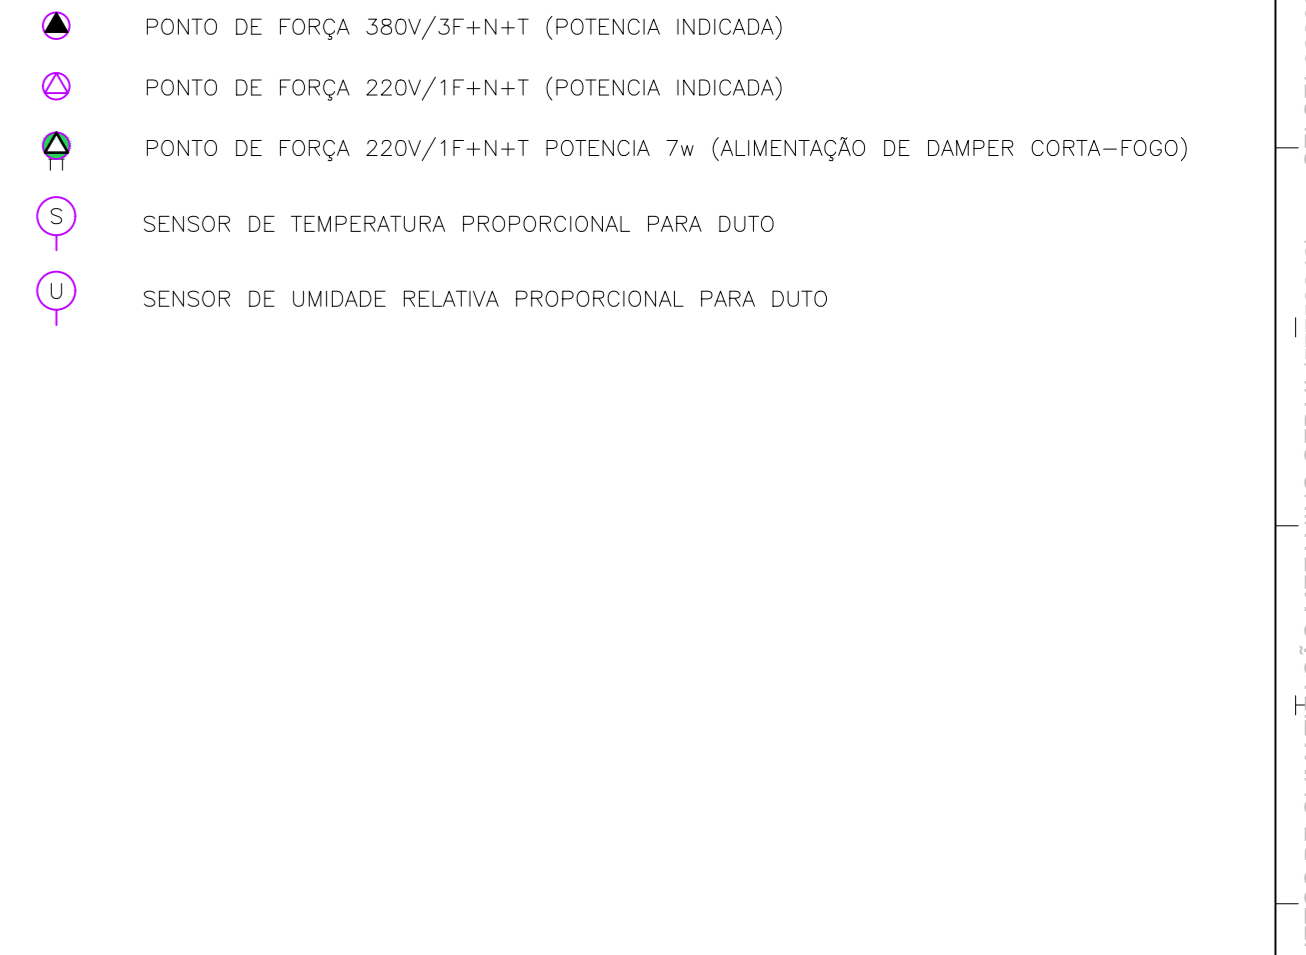 PONTO DE FORÇA 380V/3F+N+T (POTENCIA INDICADA)
PONTO DE FORÇA 220V/1F+N+T (POTENCIA INDICADA)
PONTO DE FORÇA 220V/1F+N+T POTENCIA 7w (ALIMENTAÇÃO DE DAMPER CORTA-FOGO)
S SENSOR DE TEMPERATURA PROPORCIONAL PARA DUTO
U SENSOR DE UMIDADE RELATIVA PROPORCIONAL PARA DUTO